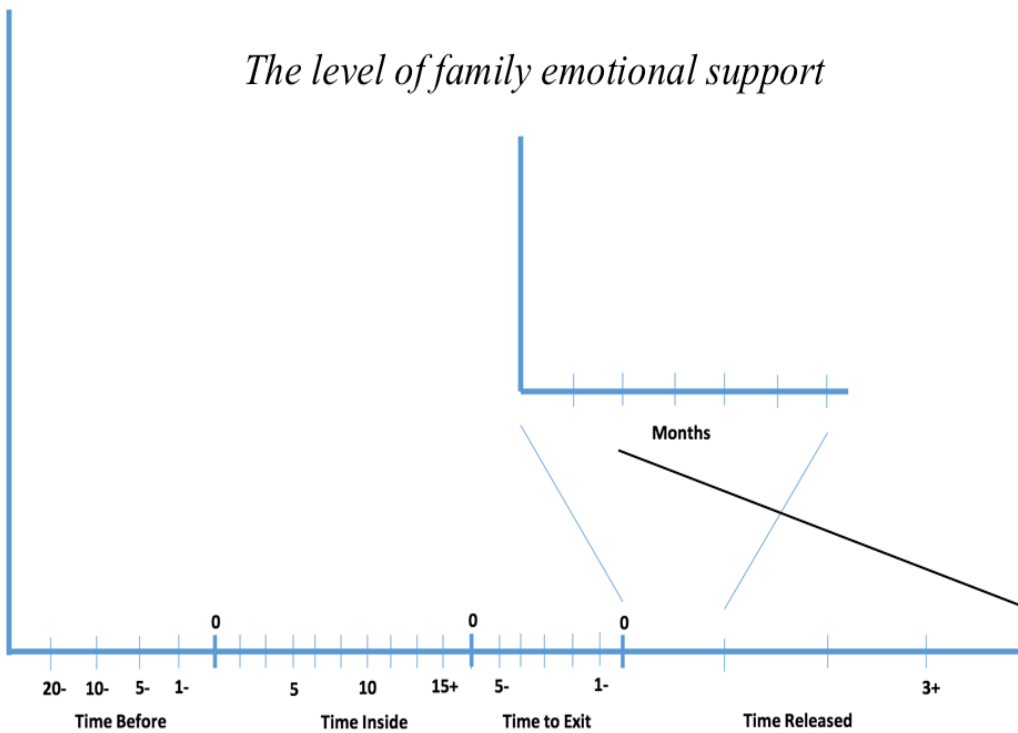 The level of family emotional support
Months
0 0 0
20- 10- 5- 1- 5 10 15+ 5- 1- 3+
Time Before Time Inside Time to Exit Time Released